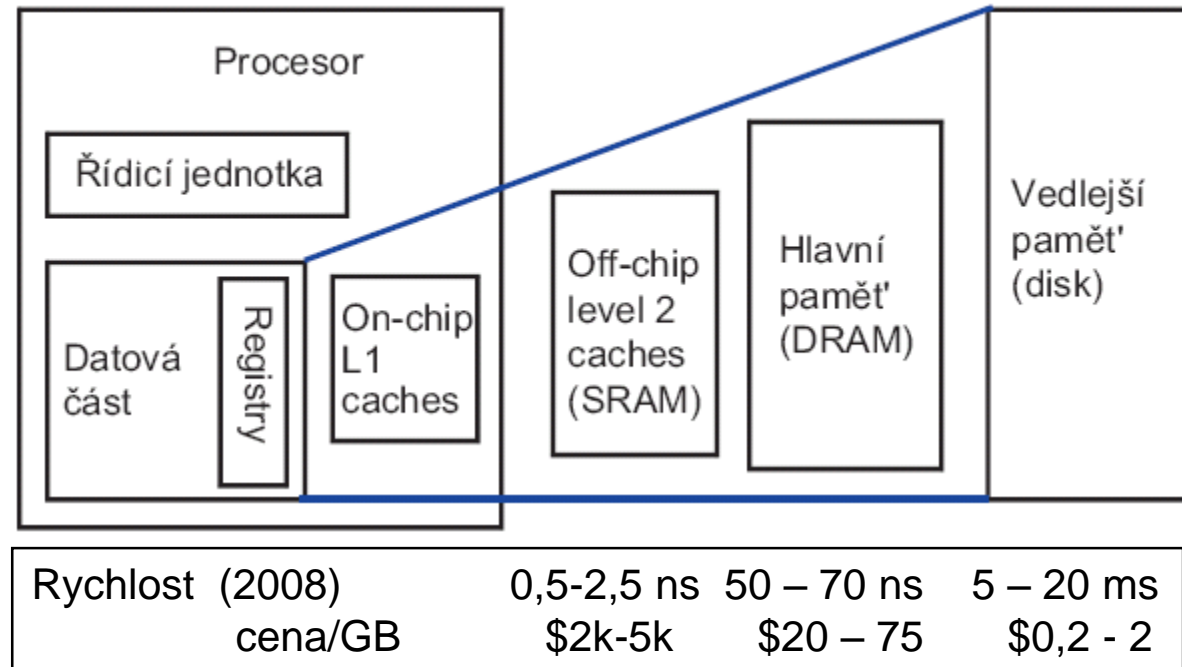 Procesor
Řídicí jednotka
Datová
část
Registry
On-chip
L1
caches
Off-chip
level 2
caches
(SRAM)
Hlavní
paměť
(DRAM)
Vedlejší
paměť
(disk)
Rychlost (2008) 0,5-2,5 ns 50 – 70 ns 5 – 20 ms
cena/GB $2k-5k $20 – 75 $0,2 - 2